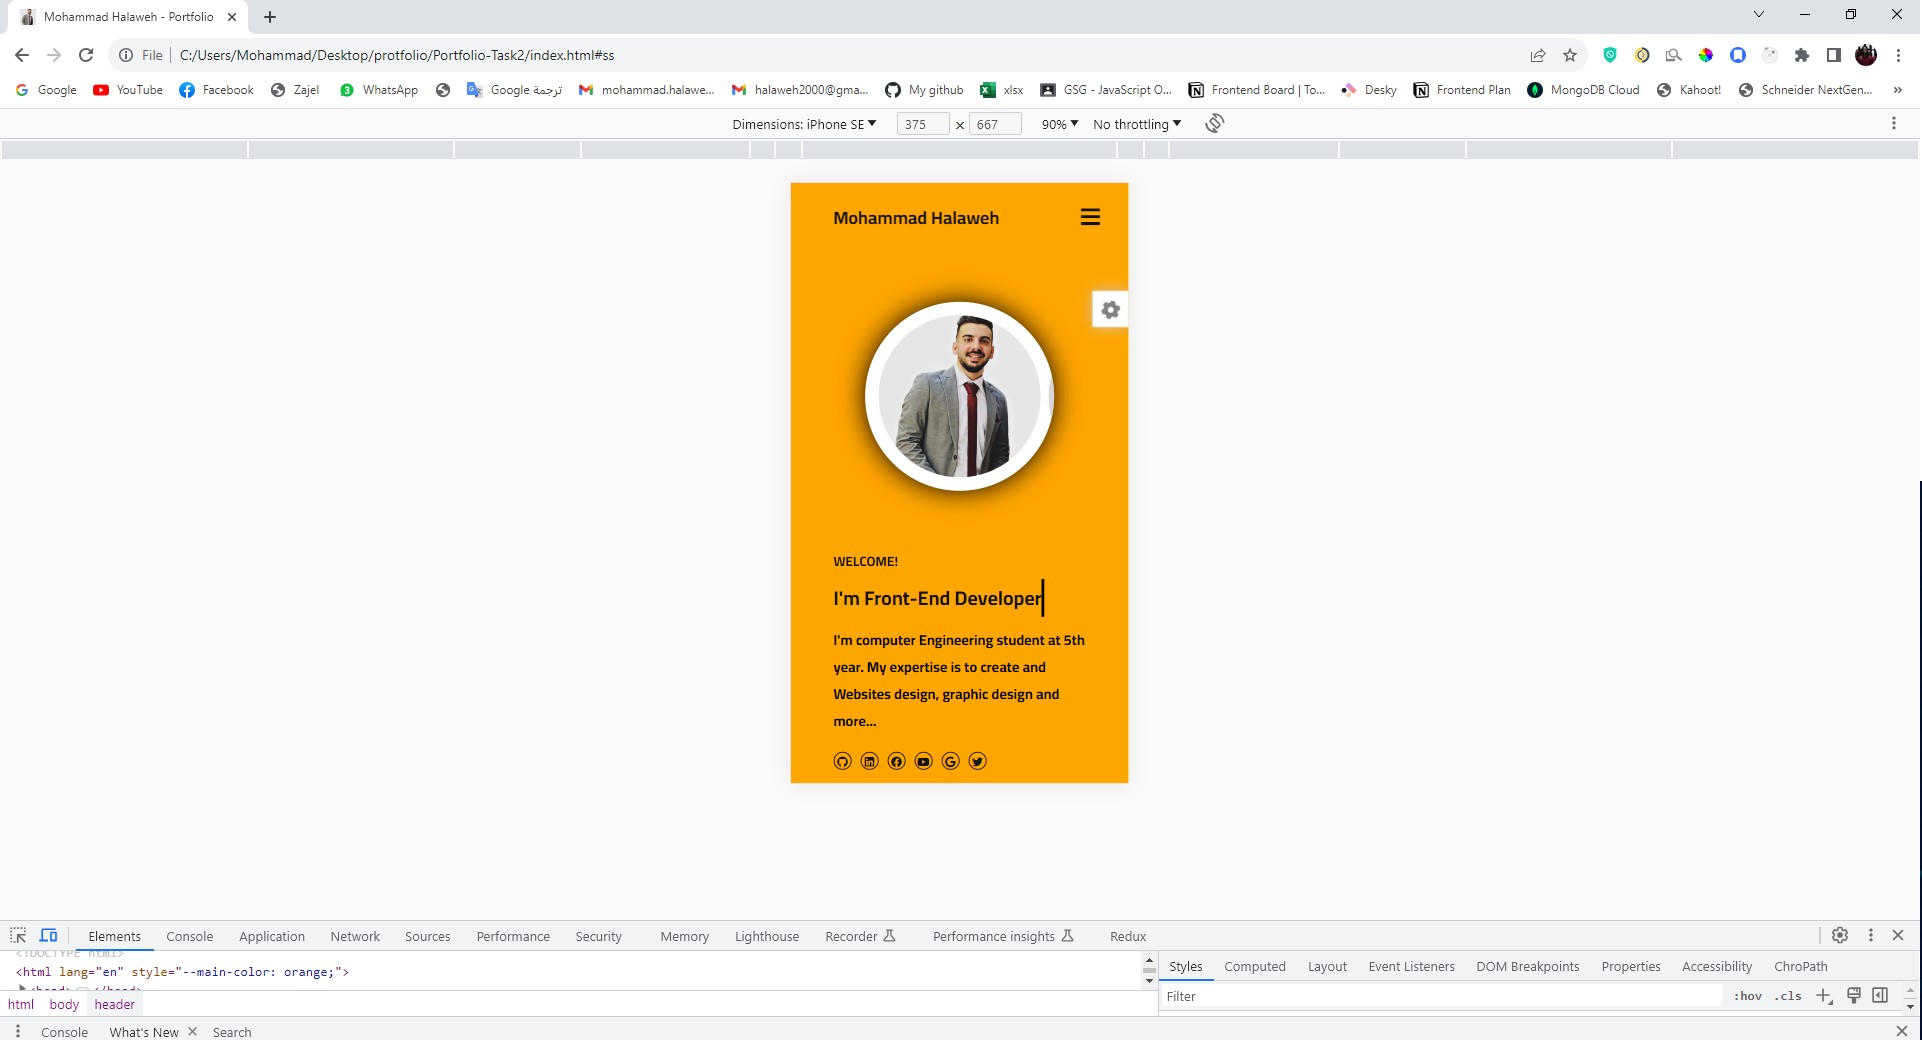 Mohammad Halaweh - Portfolio
File C:/Users/Mohammad/Desktop/protfolio/Portfolio-Task2/index.html#ss
Google YouTube Facebook Zajel WhatsApp Google ترجمة mohammad.halawe... halaweh2000@gma... My github xlsx GSG - JavaScript O... Frontend Board | To... Desky Frontend Plan MongoDB Cloud Kahoot! Schneider NextGen... »
Dimensions: iPhone SE 375 × 667 90% No throttling
Mohammad Halaweh
WELCOME!
I'm Front-End Developer
I'm computer Engineering student at 5th
year. My expertise is to create and
Websites design, graphic design and
more...
Elements Console Application Network Sources Performance Security Memory Lighthouse Recorder Performance insights Redux
<!DOCTYPE html>
<html lang="en" style="--main-color: orange;">
<head> </head>
html body header
Styles Computed Layout Event Listeners DOM Breakpoints Properties Accessibility ChroPath
Filter :hov .cls
Console What's New Search